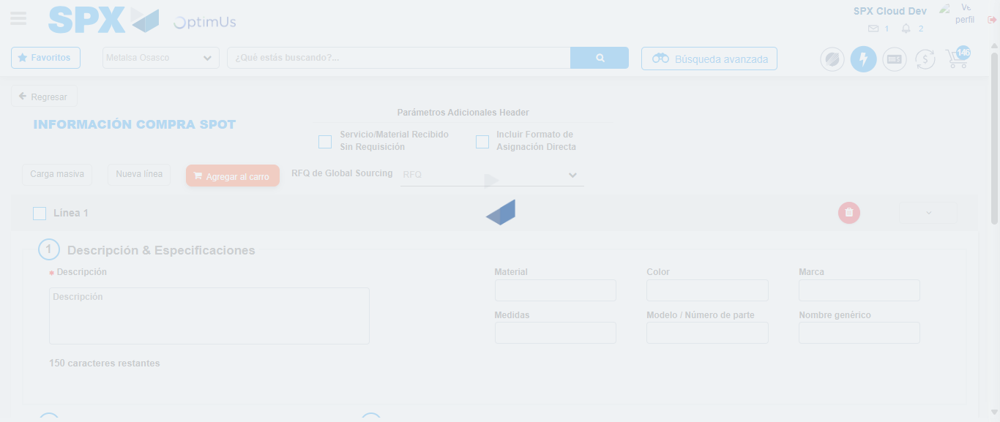 SPX OptimUs
SPX Cloud Dev
perfil
1 2
Favoritos
Metalsa Osasco
¿Qué estás buscando?...
Búsqueda avanzada
146
Regresar
INFORMACIÓN COMPRA SPOT
Parámetros Adicionales Header
Servicio/Material Recibido
Sin Requisición
Incluir Formato de
Asignación Directa
Carga masiva
Nueva línea
Agregar al carro
RFQ de Global Sourcing
RFQ
Linea 1
1 Descripción & Especificaciones
* Descripción
Descripción
150 caracteres restantes
Material
Color
Marca
Medidas
Modelo / Número de parte
Nombre genérico